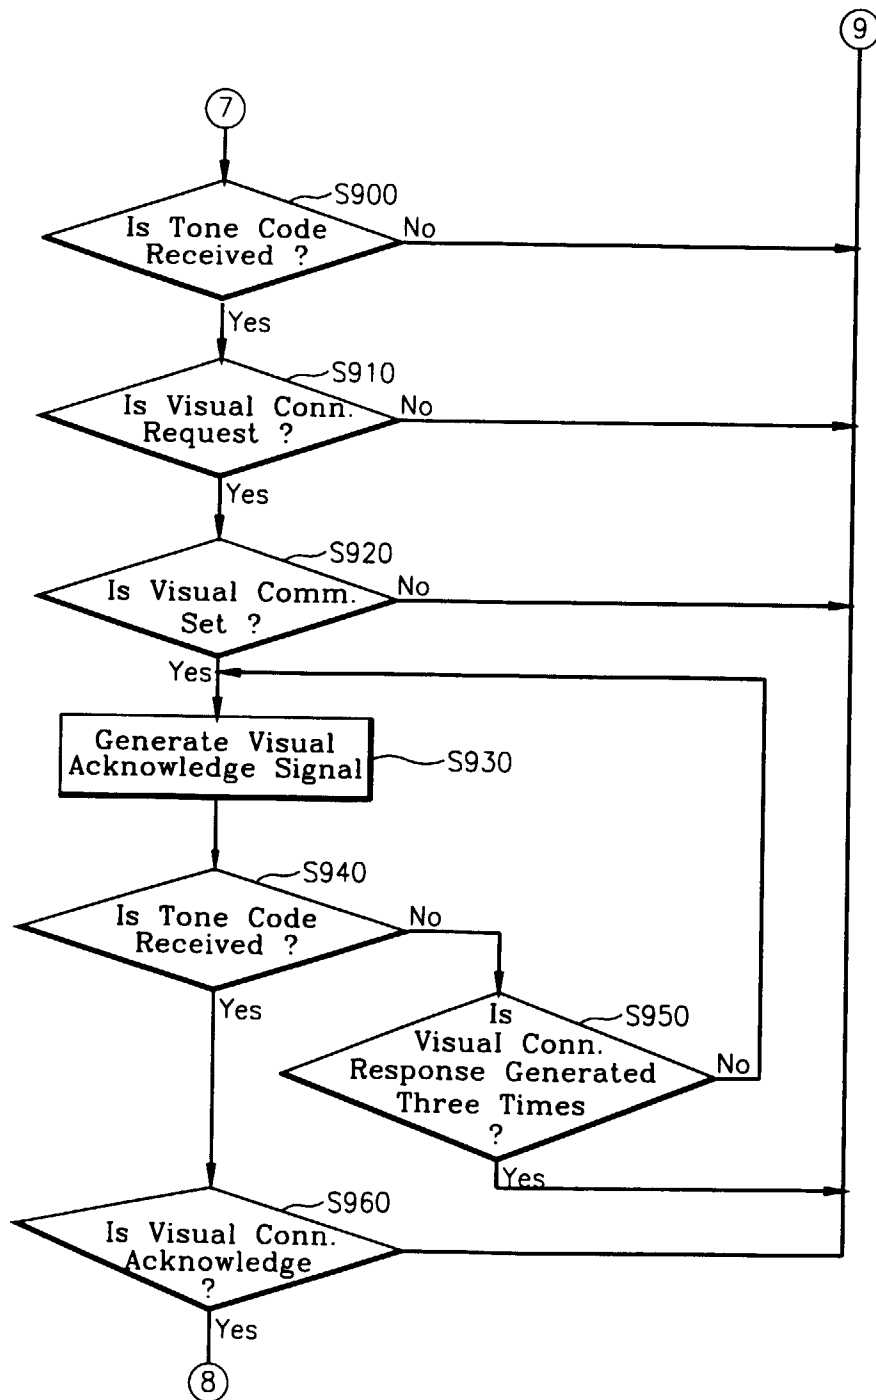 9
7
S900
Is Tone Code
Received ?
No
Yes
S910
Is Visual Conn.
Request ?
No
Yes
S920
Is Visual Comm.
Set ?
No
Yes
Generate Visual
Acknowledge Signal
S930
S940
Is Tone Code
Received ?
No
Yes
S950
Is
Visual Conn.
Response Generated
Three Times
?
No
Yes
S960
Is Visual Conn.
Acknowledge
?
Yes
8